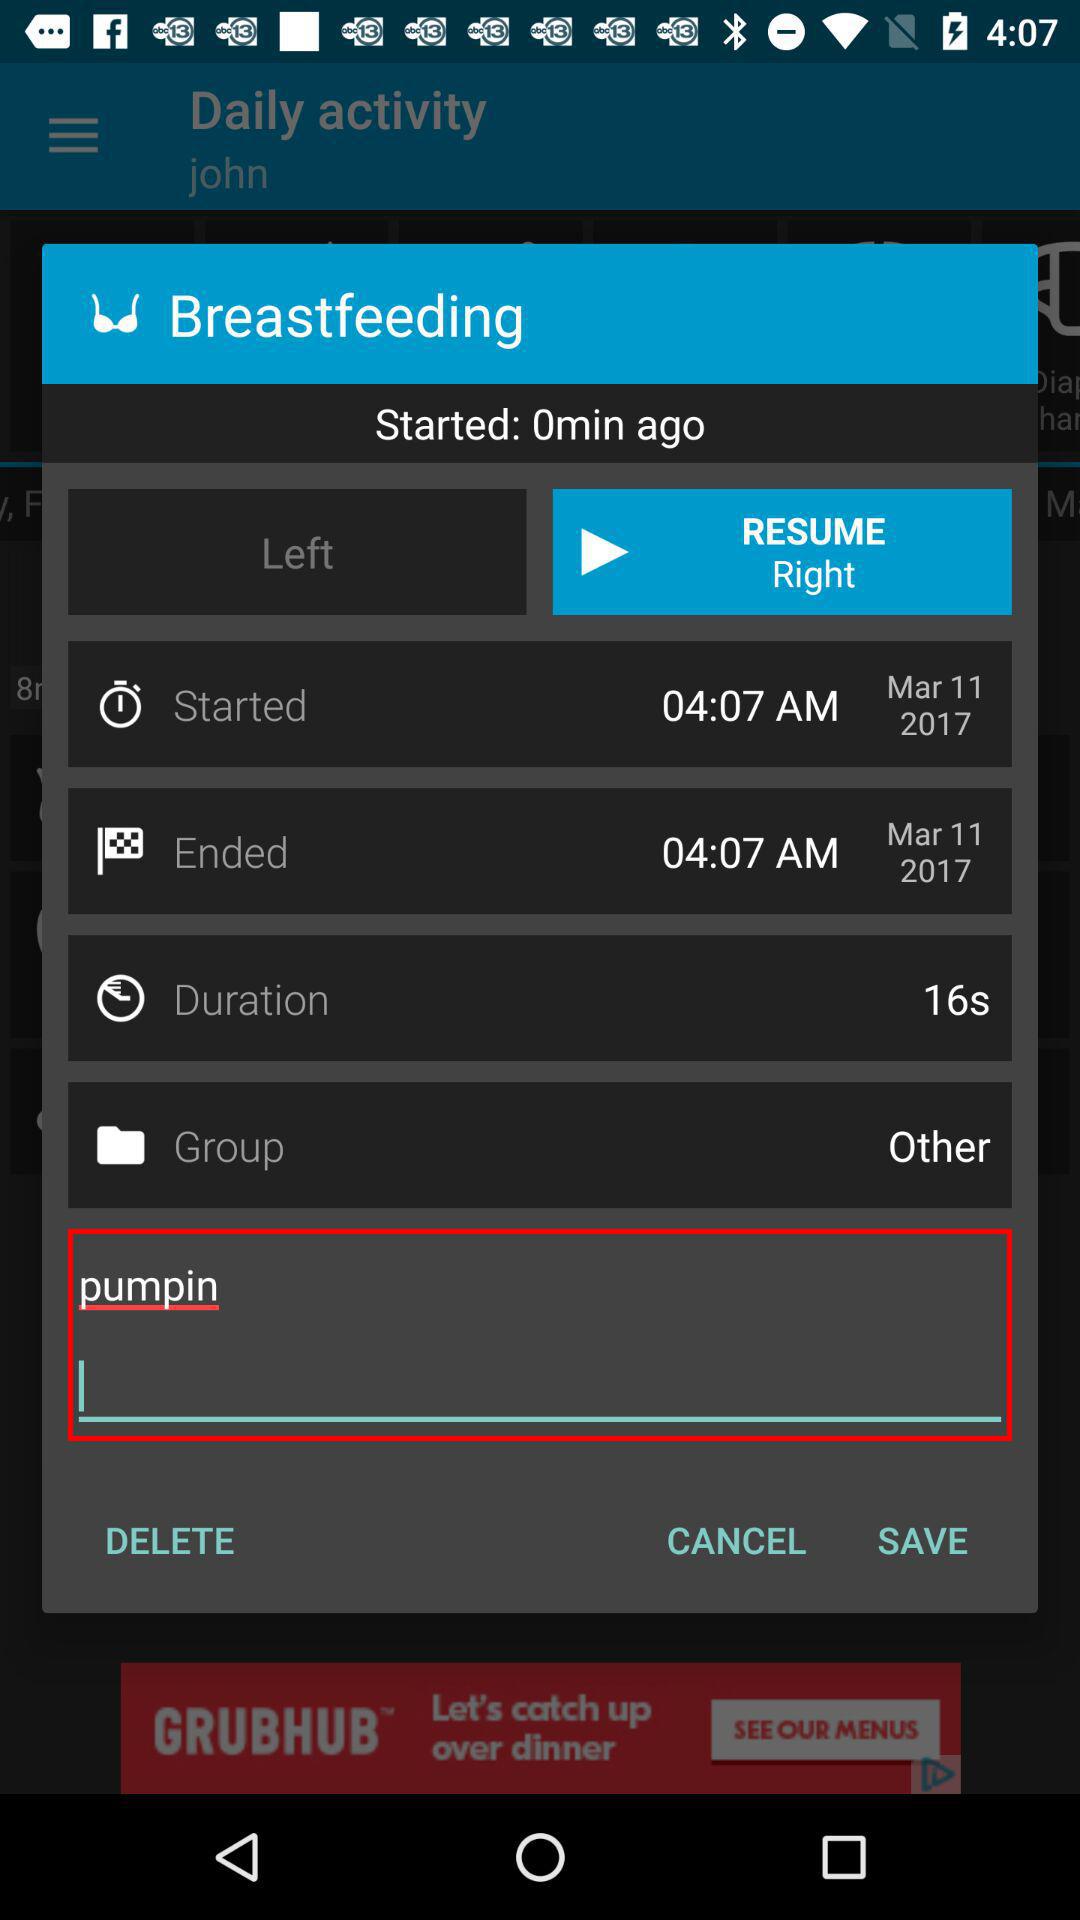 4:07
Daily activity
john
Breastfeeding
Started: 0min ago
Left
RESUME
Right
Started
04:07 AM
Mar 11
2017
Ended
04:07 AM
Mar 11
2017
Duration
16s
Group
Other
pumpin
DELETE
CANCEL
SAVE
GRUBHUB™
Let's catch up
over dinner
SEE OUR MENUS